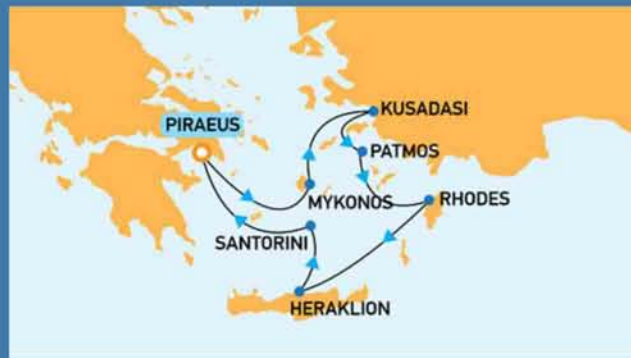 KUSADASI
PIRAEUS
PATMOS
RHODES
MYKONOS
SANTORINI
HERAKLION